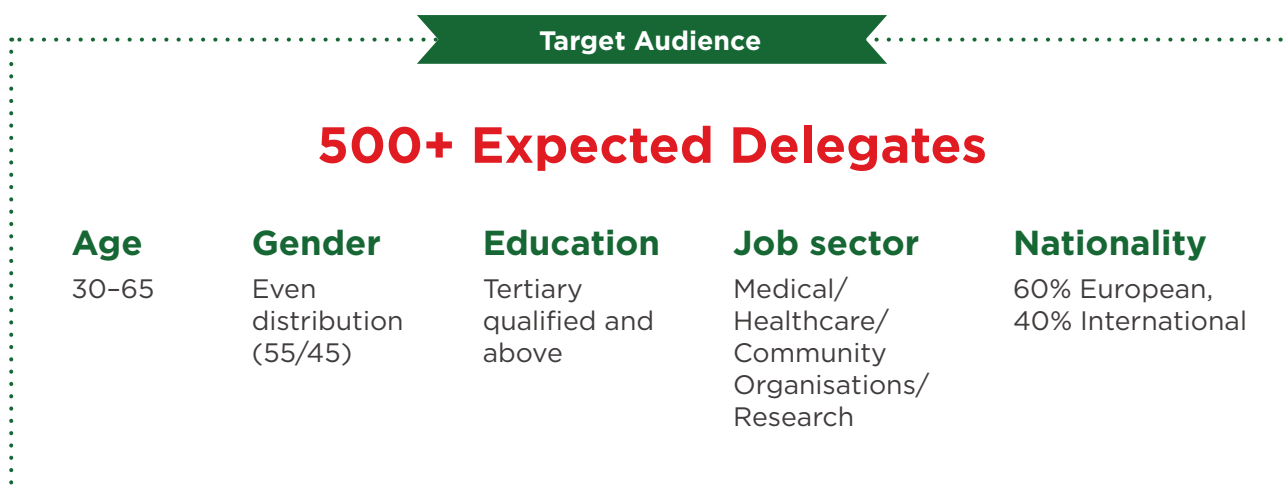 Target Audience
500+ Expected Delegates
Age
30–65
Gender
Even
distribution
(55/45)
Education
Tertiary
qualified and
above
Job sector
Medical/
Healthcare/
Community
Organisations/
Research
Nationality
60% European,
40% International